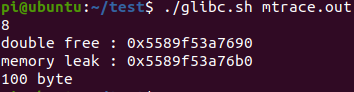 pi@ubuntu:~/test$ ./glibc.sh mtrace.out
8
double free : 0x5589f53a7690
memory leak : 0x5589f53a76b0
100 byte